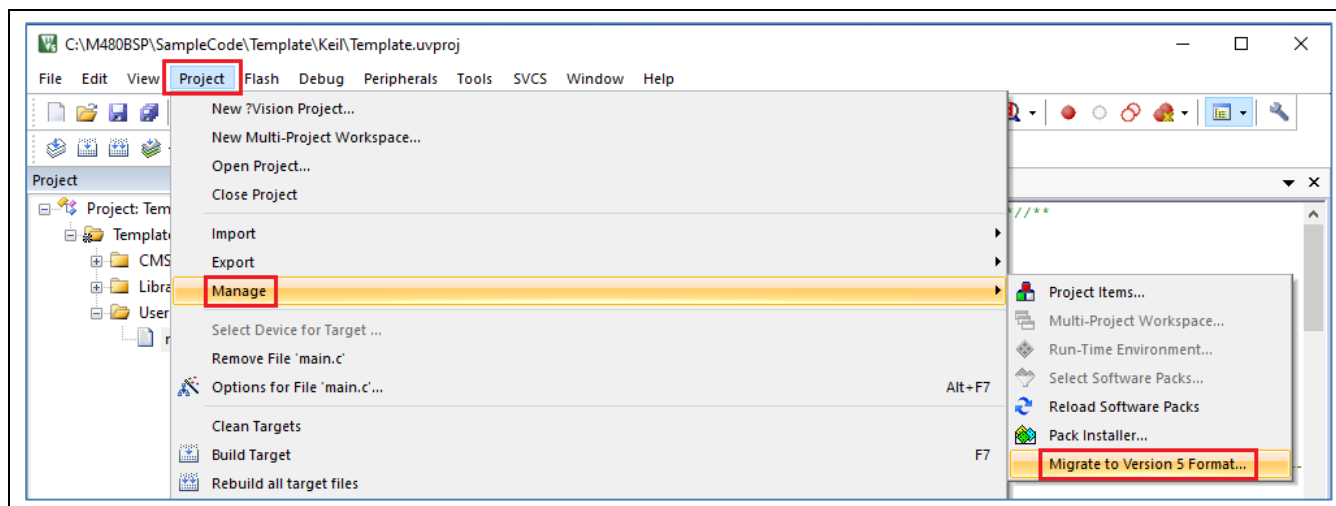 C:\M480BSP\SampleCode\Template\Keil\Template.uvproj
File Edit View Project Flash Debug Peripherals Tools SVCS Window Help
New ?Vision Project...
New Multi-Project Workspace...
Open Project...
Close Project
Project
Project: Tem
*//**
Templat
Import
Export
CMS
Manage
Libra
User
Project Items...
Multi-Project Workspace...
Select Device for Target ...
Run-Time Environment...
Remove File 'main.c'
Select Software Packs...
Options for File 'main.c'... Alt+F7
Reload Software Packs
Clean Targets
Pack Installer...
Build Target F7
Migrate to Version 5 Format...
Rebuild all target files